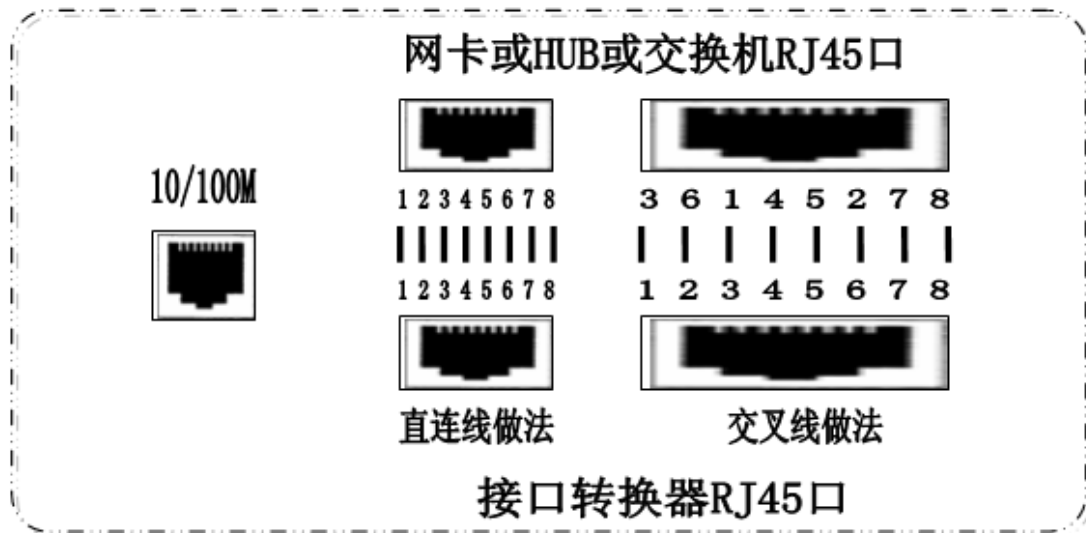 网卡或HUB或交换机RJ45口
10/100M
1 2 3 4 5 6 7 8
3 6 1 4 5 2 7 8
1 2 3 4 5 6 7 8
1 2 3 4 5 6 7 8
直连线做法
交叉线做法
接口转换器RJ45口